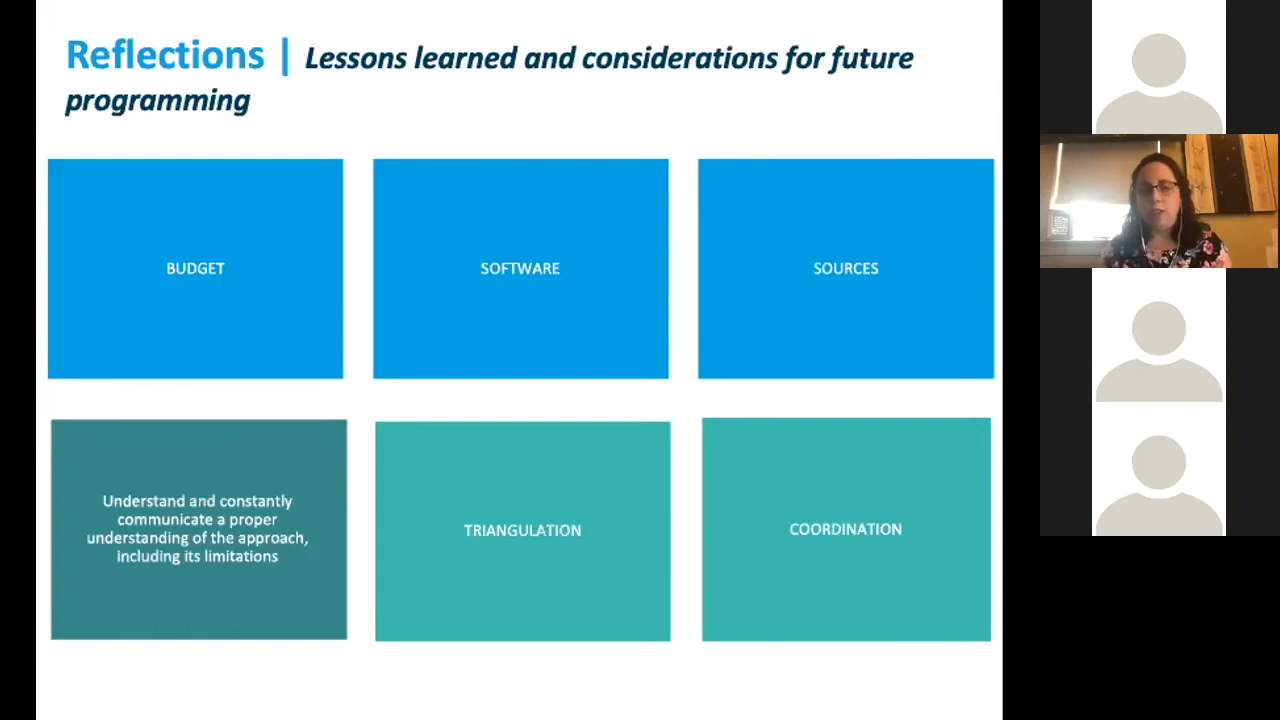 Reflections | Lessons learned and considerations for future
programming
BUDGET
SOFTWARE
SOURCES
Understand and constantly
communicate a proper
understanding of the approach,
including its limitations
TRIANGULATION
COORDINATION